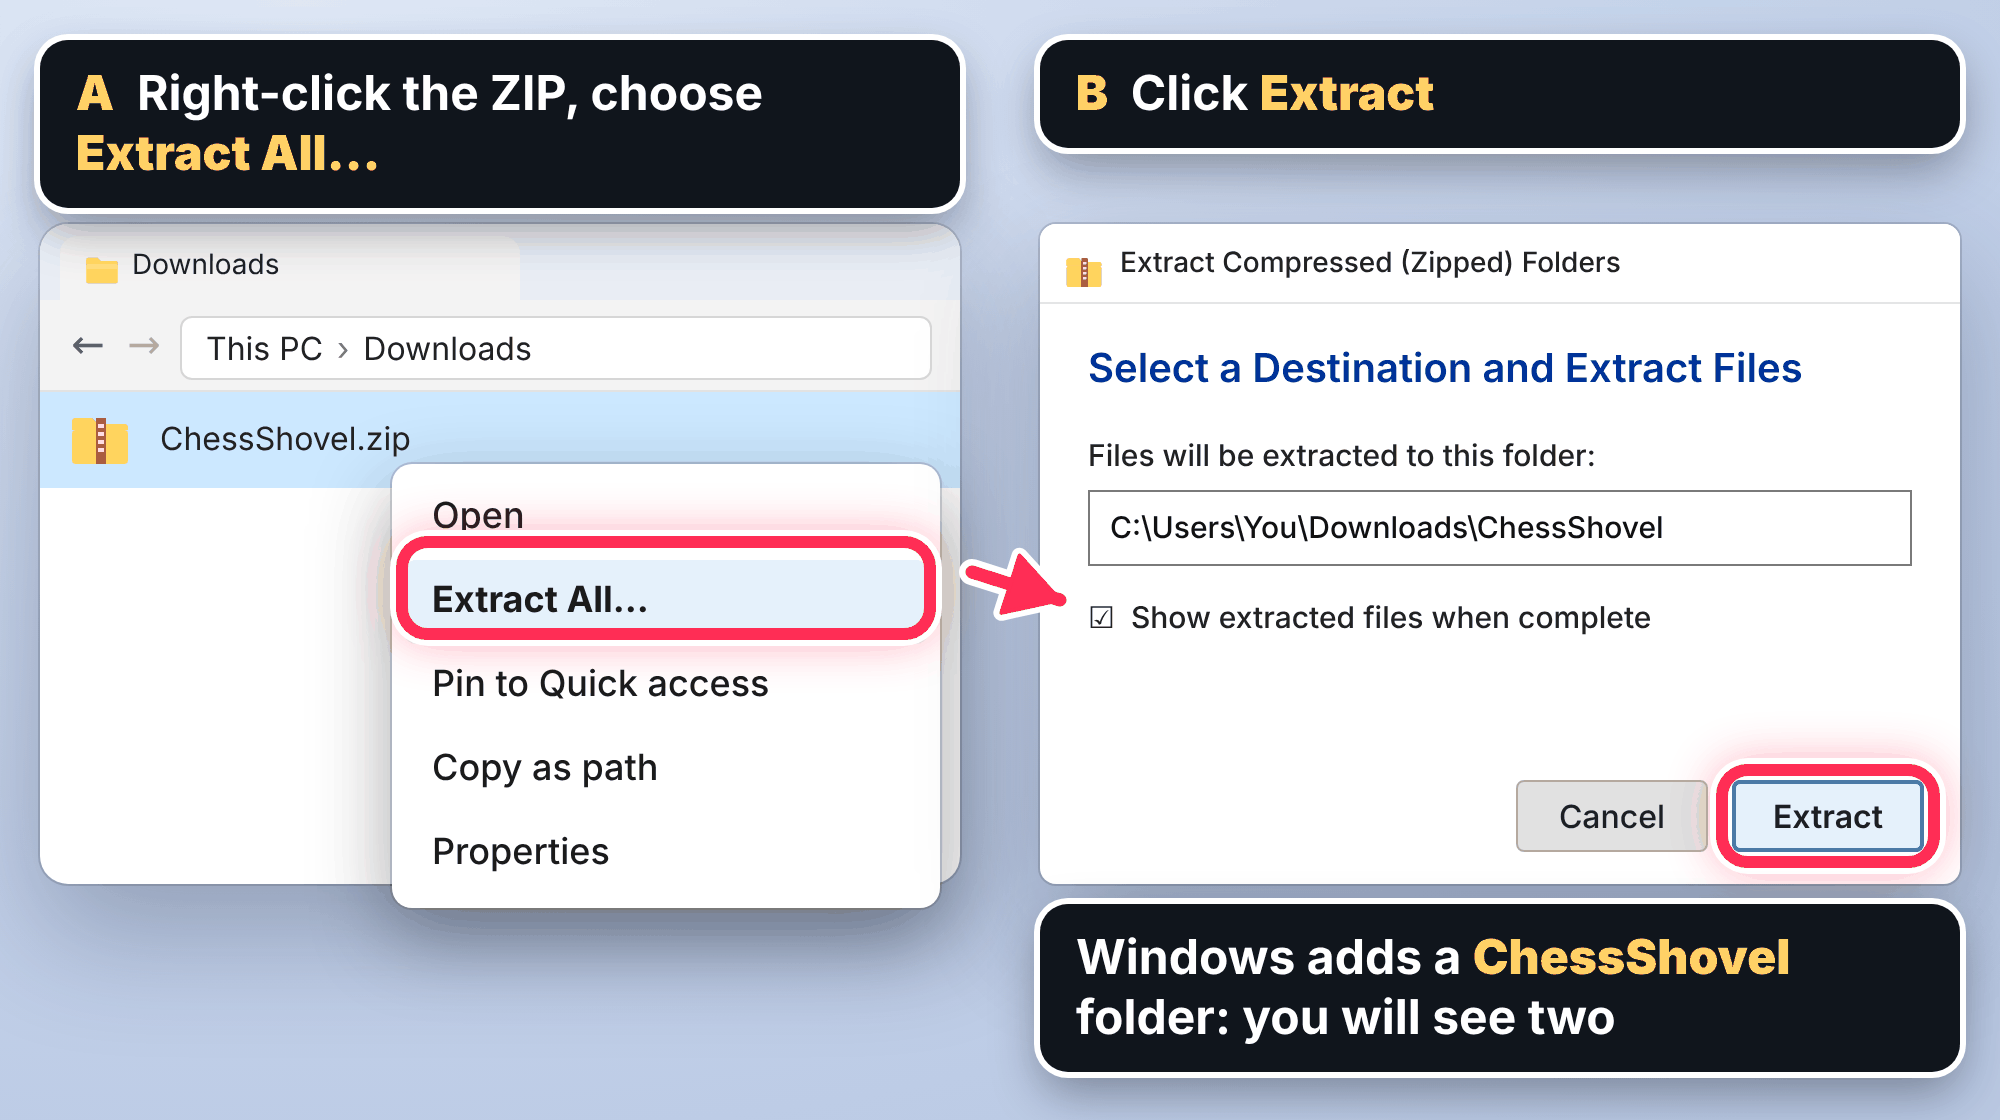 A Right-click the ZIP, choose
Extract All...
Downloads
← → This PC › Downloads
ChessShovel.zip
Open
Extract All...
Pin to Quick access
Copy as path
Properties
B Click Extract
Extract Compressed (Zipped) Folders
Select a Destination and Extract Files
Files will be extracted to this folder:
C:\Users\You\Downloads\ChessShovel
☑ Show extracted files when complete
Cancel
Extract
Windows adds a ChessShovel
folder: you will see two